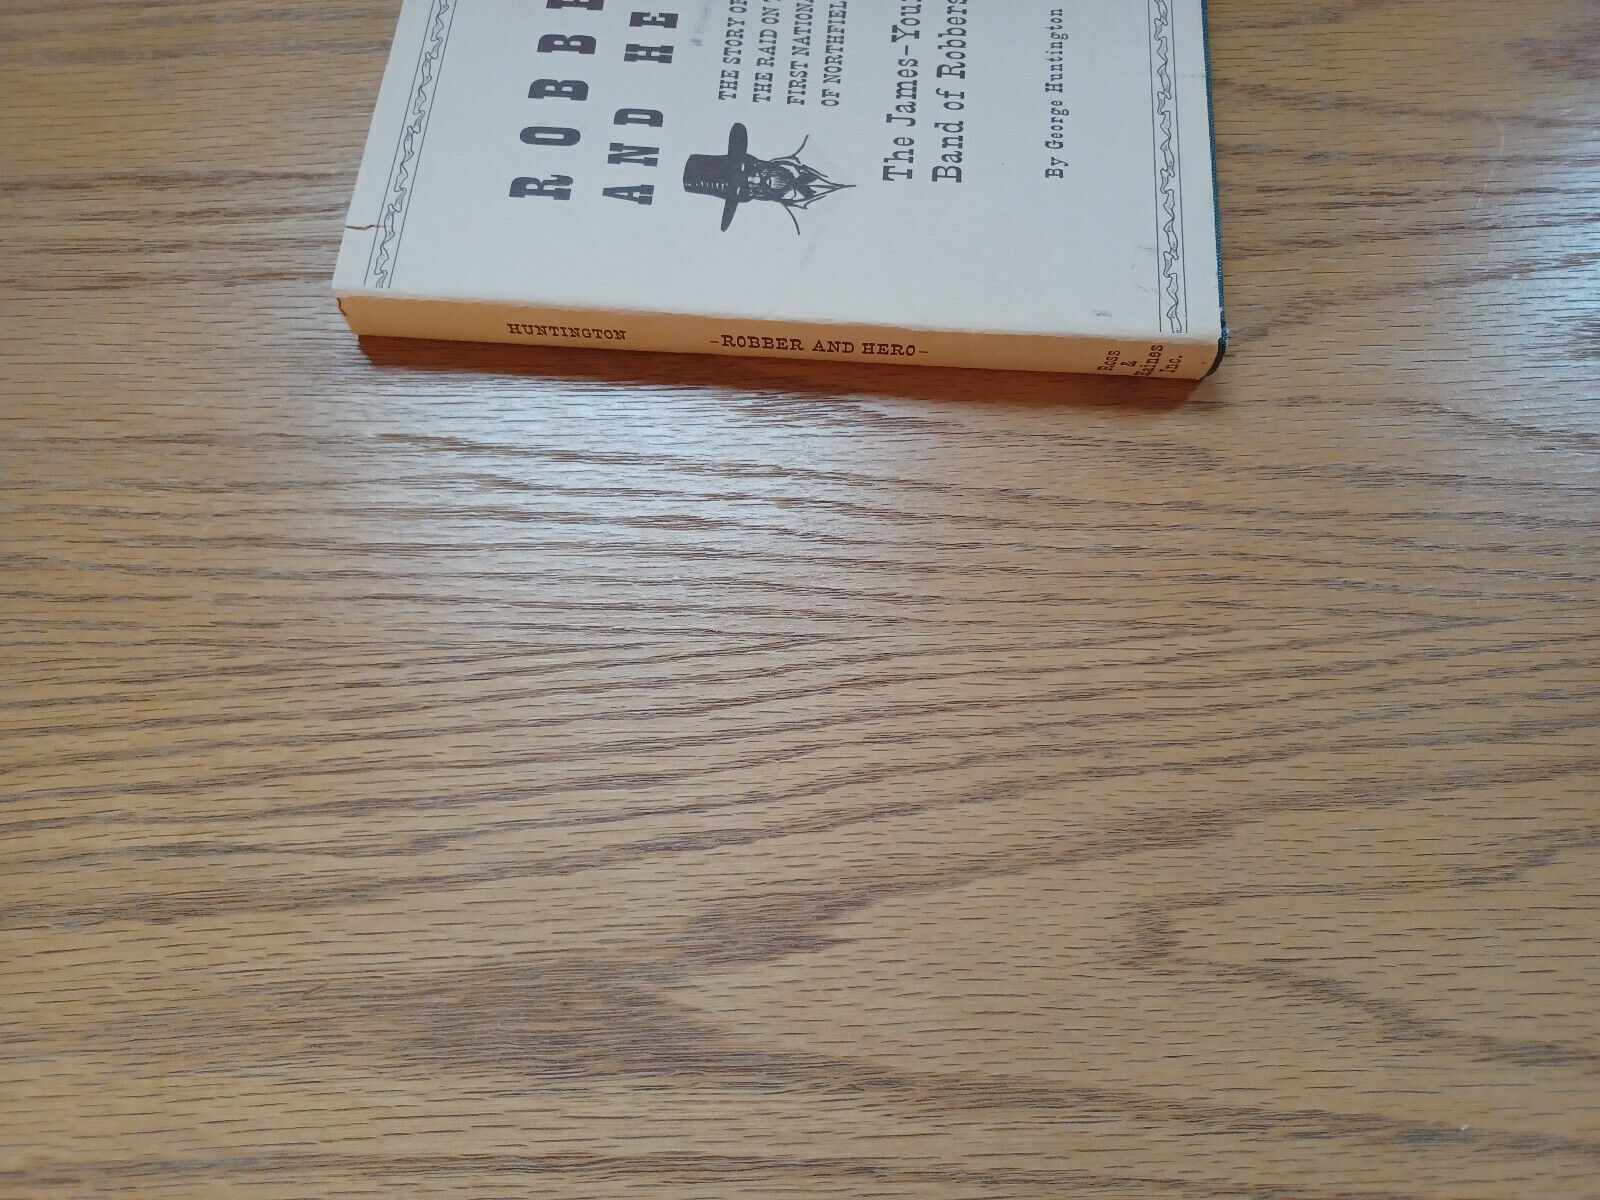 ROBBE
AND HE
THE STORY OF
THE RAID ON
FIRST NATIONA
OF NORTHFIEL
The James-You
Band of Robbers
By George Huntington
HUNTINGTON
-ROBBER AND HERO-
Ross
&
Haines
Inc.